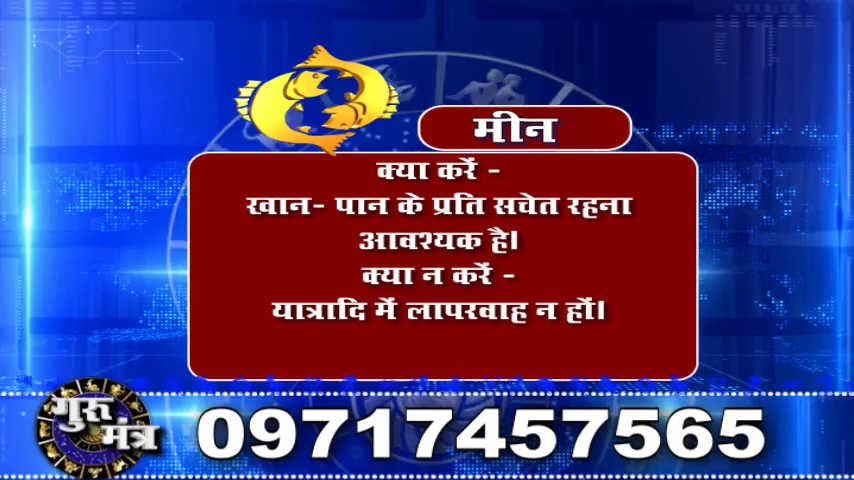 मीन
क्या करें -
खान- पान के प्रति सचेत रहना
आवश्यक है।
क्या न करें -
यात्रादि में लापरवाह न हों।
गुरू
मंत्र
09717457565